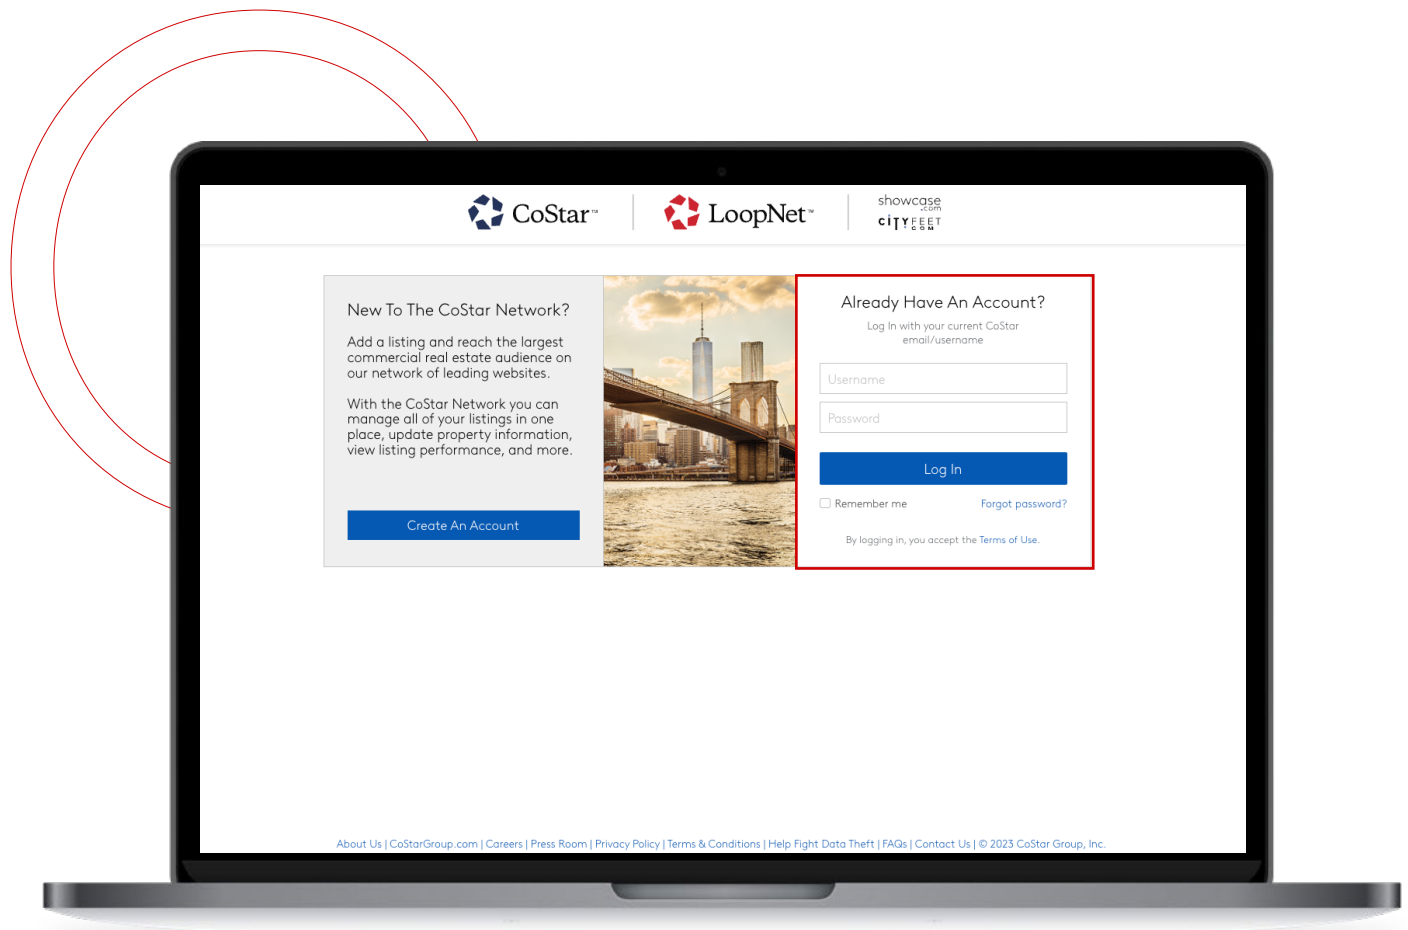 CoStar™
LoopNet™
showcase
.com
cityfeet
.com
New To The CoStar Network?
Add a listing and reach the largest
commercial real estate audience on
our network of leading websites.
With the CoStar Network you can
manage all of your listings in one
place, update property information,
view listing performance, and more.
Create An Account
Already Have An Account?
Log In with your current CoStar
email/username
Username
Password
Log In
Remember me
Forgot password?
By logging in, you accept the Terms of Use.
About Us | CoStarGroup.com | Careers | Press Room | Privacy Policy | Terms & Conditions | Help Fight Data Theft | FAQs | Contact Us | © 2023 CoStar Group, Inc.